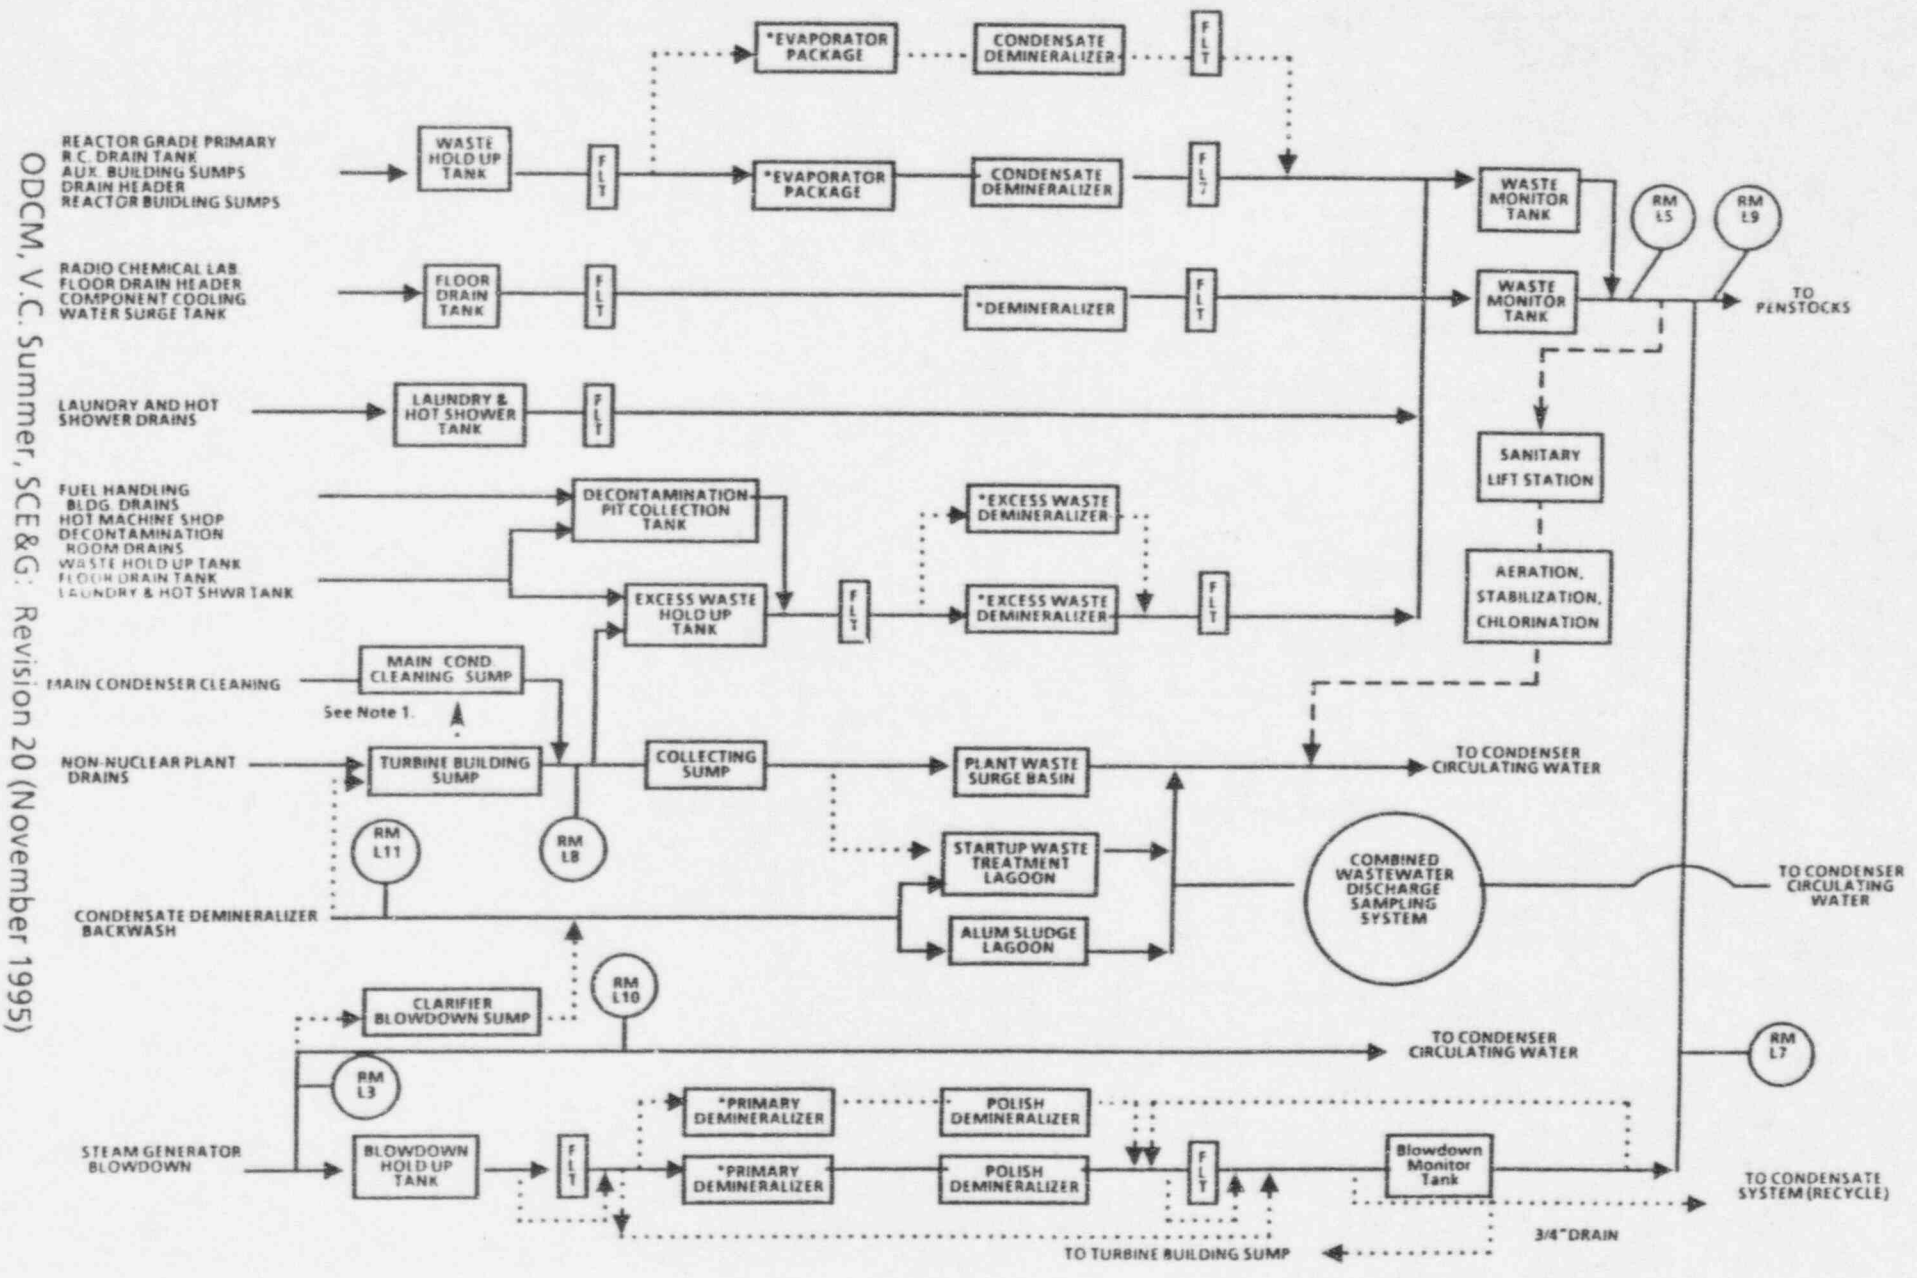 ODCM, V.C. Summer, SCE&G: Revision 20 (November 1995)
*EVAPORATOR
PACKAGE
CONDENSATE
DEMINERALIZER
FLT
REACTOR GRADE PRIMARY
R.C. DRAIN TANK
AUX. BUILDING SUMPS
DRAIN HEADER
REACTOR BUIDLING SUMPS
WASTE
HOLD UP
TANK
FLT
*EVAPORATOR
PACKAGE
CONDENSATE
DEMINERALIZER
FL7
WASTE
MONITOR
TANK
RM
L5
RM
L9
RADIO CHEMICAL LAB.
FLOOR DRAIN HEADER
COMPONENT COOLING
WATER SURGE TANK
FLOOR
DRAIN
TANK
FLT
*DEMINERALIZER
FLT
WASTE
MONITOR
TANK
TO
PENSTOCKS
LAUNDRY AND HOT
SHOWER DRAINS
LAUNDRY &
HOT SHOWER
TANK
FLT
SANITARY
LIFT STATION
FUEL HANDLING
BLDG. DRAINS
HOT MACHINE SHOP
DECONTAMINATION
ROOM DRAINS
WASTE HOLD UP TANK
FLOOR DRAIN TANK
LAUNDRY & HOT SHWR TANK
DECONTAMINATION
PIT COLLECTION
TANK
*EXCESS WASTE
DEMINERALIZER
EXCESS WASTE
HOLD UP
TANK
FLT
*EXCESS WASTE
DEMINERALIZER
FLT
AERATION,
STABILIZATION,
CHLORINATION
MAIN CONDENSER CLEANING
MAIN COND.
CLEANING SUMP
See Note 1.
NON-NUCLEAR PLANT
DRAINS
TURBINE BUILDING
SUMP
COLLECTING
SUMP
PLANT WASTE
SURGE BASIN
TO CONDENSER
CIRCULATING WATER
RM
L11
RM
L8
STARTUP WASTE
TREATMENT
LAGOON
COMBINED
WASTEWATER
DISCHARGE
SAMPLING
SYSTEM
TO CONDENSER
CIRCULATING
WATER
CONDENSATE DEMINERALIZER
BACKWASH
ALUM SLUDGE
LAGOON
CLARIFIER
BLOWDOWN SUMP
RM
L10
TO CONDENSER
CIRCULATING WATER
RM
L7
RM
L3
*PRIMARY
DEMINERALIZER
POLISH
DEMINERALIZER
STEAM GENERATOR
BLOWDOWN
BLOWDOWN
HOLD UP
TANK
FLT
*PRIMARY
DEMINERALIZER
POLISH
DEMINERALIZER
FLT
Blowdown
Monitor
Tank
TO CONDENSATE
SYSTEM (RECYCLE)
3/4" DRAIN
TO TURBINE BUILDING SUMP